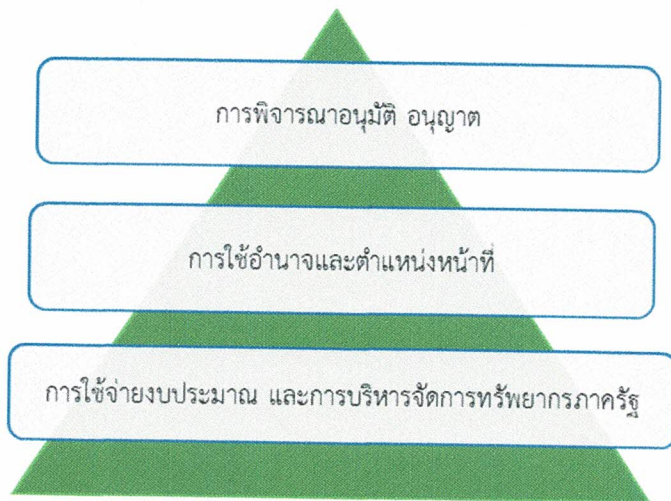 การพิจารณาอนุมัติ อนุญาต
การใช้อำนาจและตำแหน่งหน้าที่
การใช้จ่ายงบประมาณ และการบริหารจัดการทรัพยากรภาครัฐ